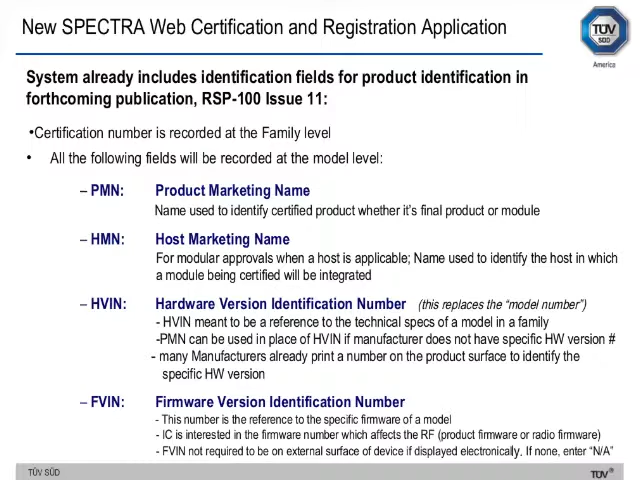 New SPECTRA Web Certification and Registration Application
TÜV
SÜD
America
System already includes identification fields for product identification in
forthcoming publication, RSP-100 Issue 11:
•Certification number is recorded at the Family level
• All the following fields will be recorded at the model level:
– PMN: Product Marketing Name
Name used to identify certified product whether it's final product or module
– HMN: Host Marketing Name
For modular approvals when a host is applicable; Name used to identify the host in which
a module being certified will be integrated
– HVIN: Hardware Version Identification Number (this replaces the "model number")
- HVIN meant to be a reference to the technical specs of a model in a family
-PMN can be used in place of HVIN if manufacturer does not have specific HW version #
- many Manufacturers already print a number on the product surface to identify the
specific HW version
– FVIN: Firmware Version Identification Number
- This number is the reference to the specific firmware of a model
- IC is interested in the firmware number which affects the RF (product firmware or radio firmware)
- FVIN not required to be on external surface of device if displayed electronically. If none, enter "N/A"
TÜV SÜD
TÜV®